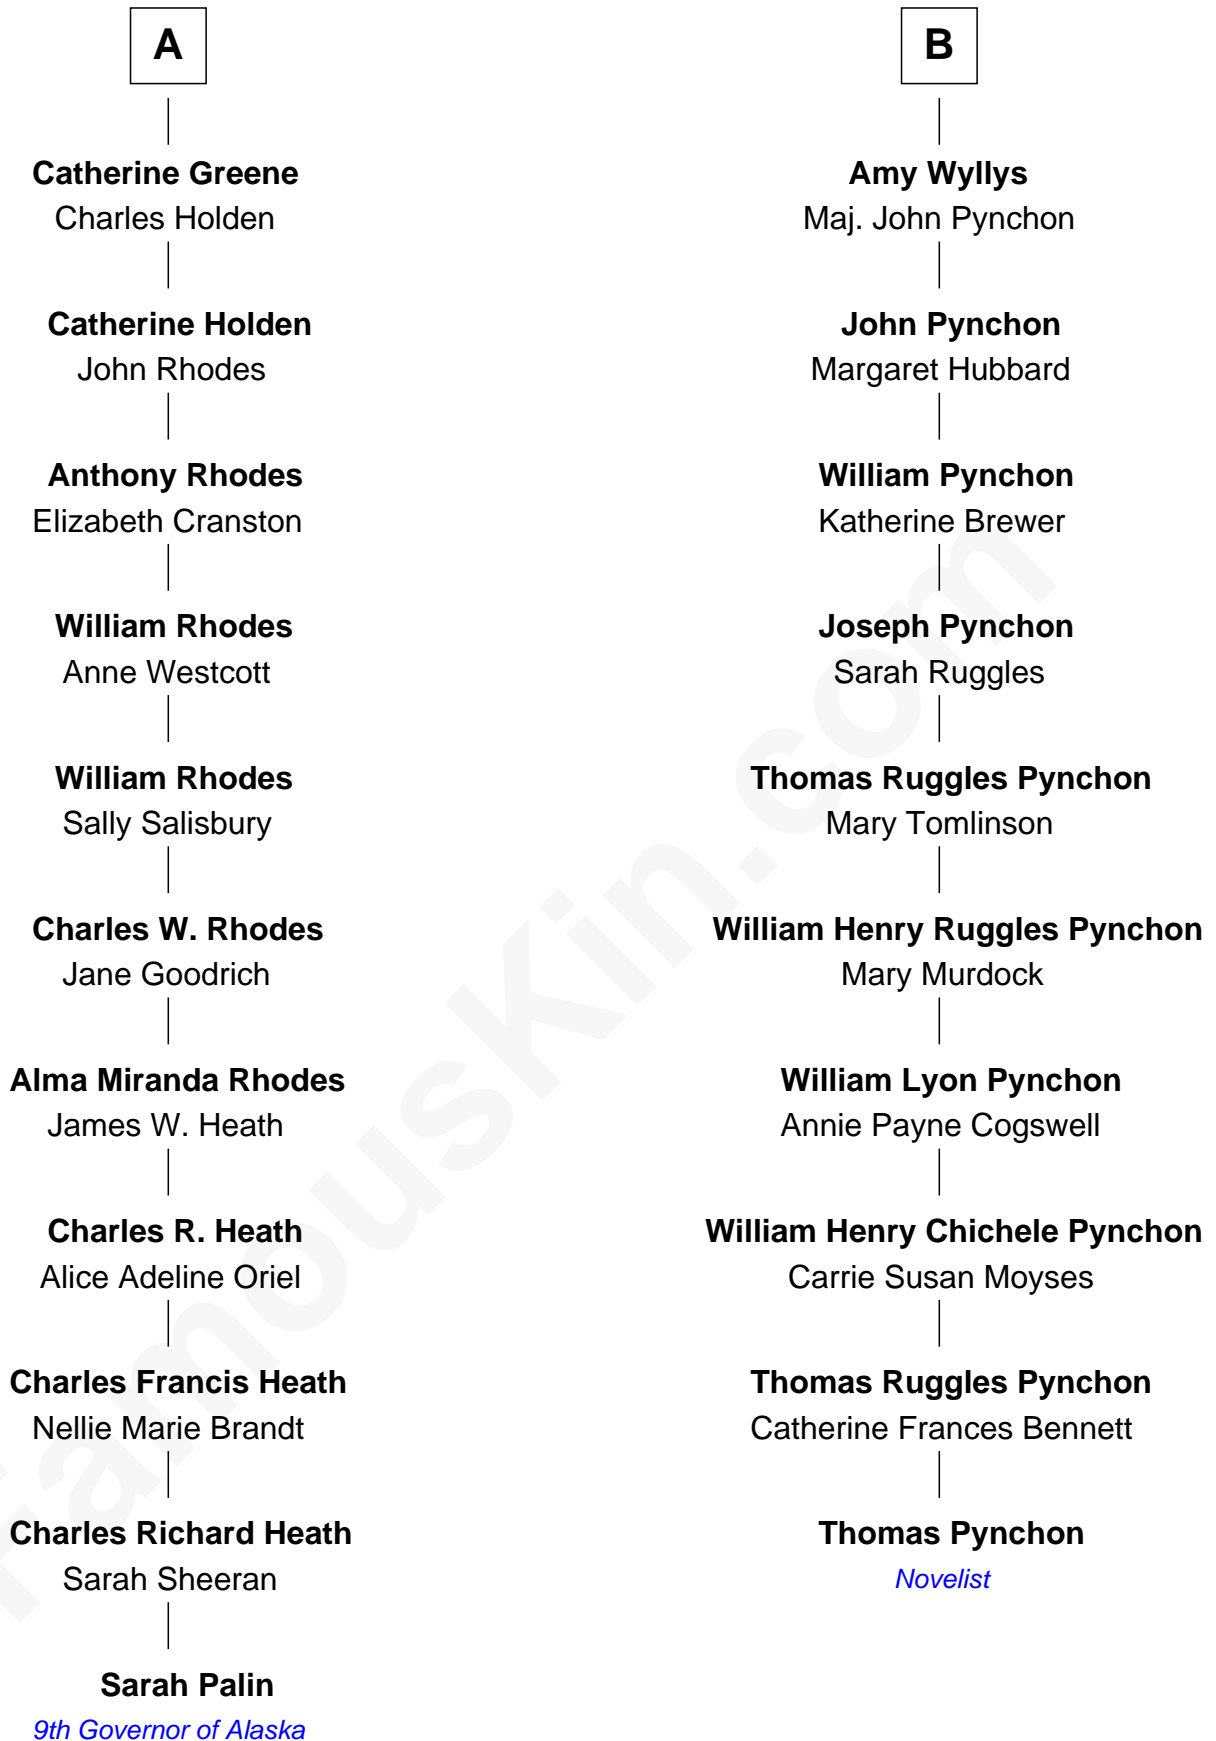 A
Catherine Greene
Charles Holden
Catherine Holden
John Rhodes
Anthony Rhodes
Elizabeth Cranston
William Rhodes
Anne Westcott
William Rhodes
Sally Salisbury
Charles W. Rhodes
Jane Goodrich
Alma Miranda Rhodes
James W. Heath
Charles R. Heath
Alice Adeline Oriel
Charles Francis Heath
Nellie Marie Brandt
Charles Richard Heath
Sarah Sheeran
Sarah Palin
9th Governor of Alaska
B
Amy Wyllys
Maj. John Pynchon
John Pynchon
Margaret Hubbard
William Pynchon
Katherine Brewer
Joseph Pynchon
Sarah Ruggles
Thomas Ruggles Pynchon
Mary Tomlinson
William Henry Ruggles Pynchon
Mary Murdock
William Lyon Pynchon
Annie Payne Cogswell
William Henry Chichele Pynchon
Carrie Susan Moyses
Thomas Ruggles Pynchon
Catherine Frances Bennett
Thomas Pynchon
Novelist
FamousKin.com